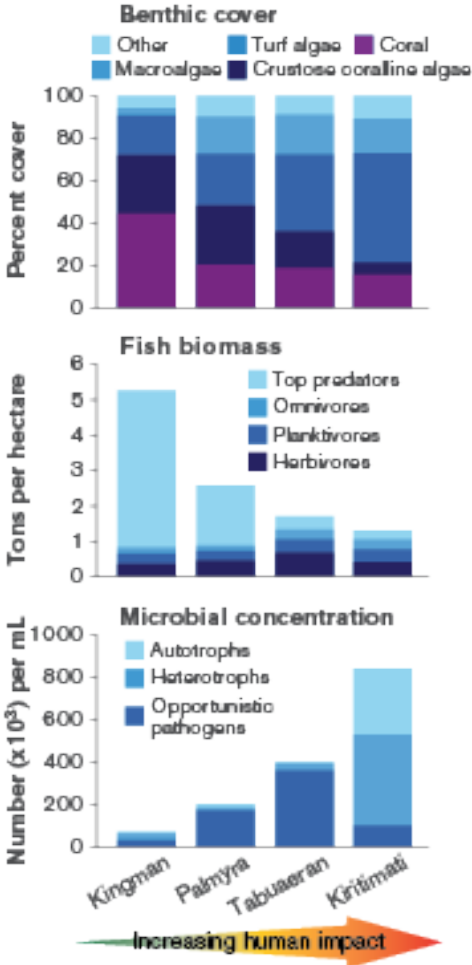 Benthic cover
Other Turf algae Coral
Macroalgae Crustose coralline algae
Percent cover
100
80
60
40
20
0
Fish biomass
Tons per hectare
6
5
4
3
2
1
0
Top predators
Omnivores
Planktivores
Herbivores
Microbial concentration
Number (x10³) per mL
1000
800
600
400
200
0
Autotrophs
Heterotrophs
Opportunistic
pathogens
Kingman Palmyra Tabuaeran Kiritimati
Increasing human impact